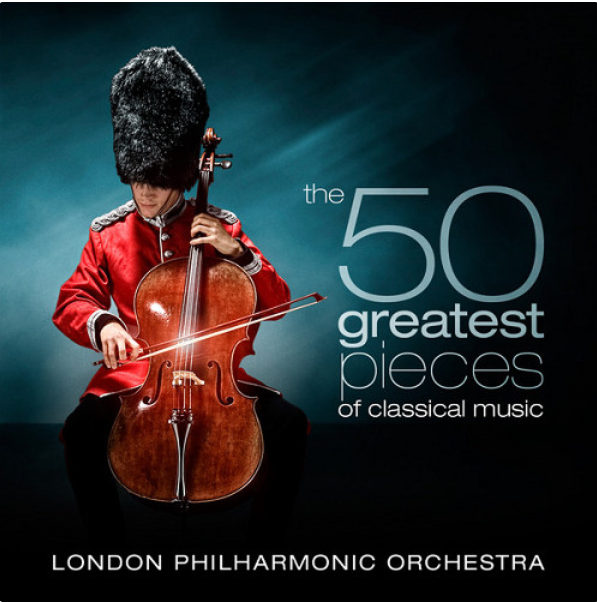 the 50
greatest
pieces
of classical music
LONDON PHILHARMONIC ORCHESTRA